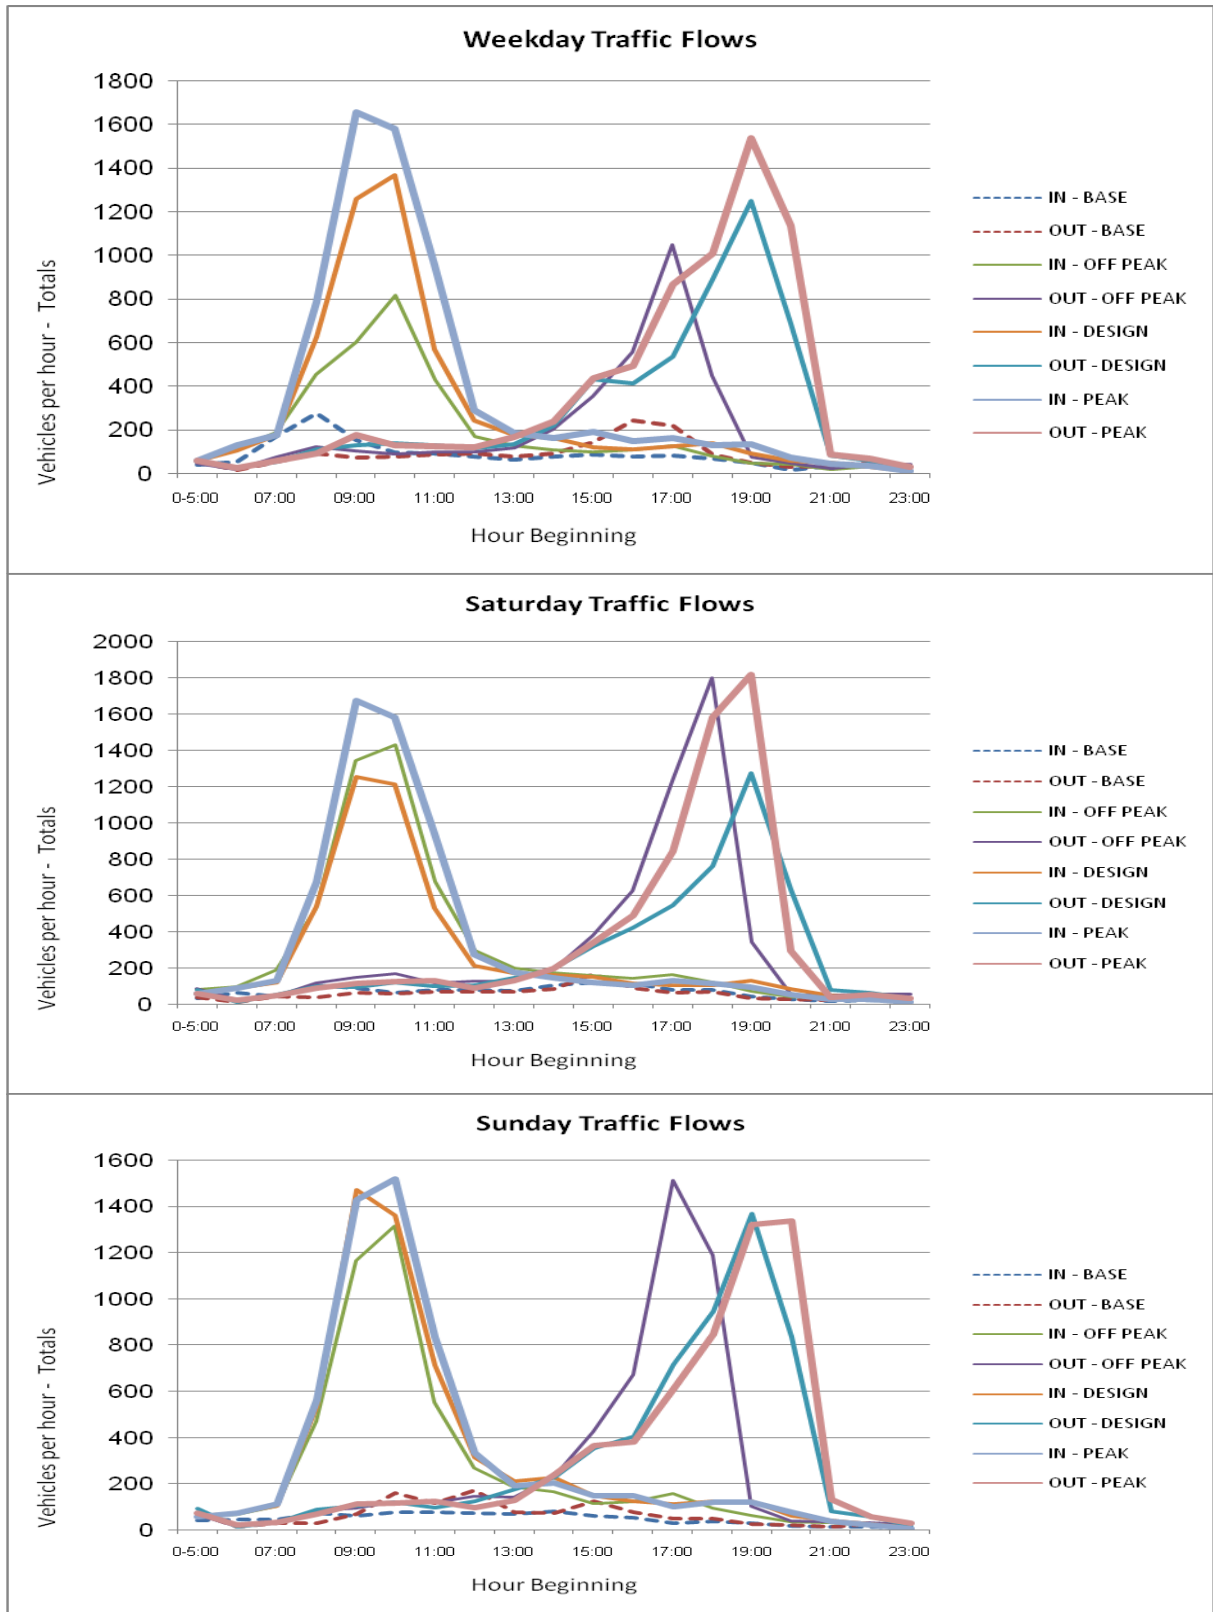 Weekday Traffic Flows
1800
1600
1400
1200
1000
800
600
400
200
0
Vehicles per hour - Totals
0-5:00 07:00 09:00 11:00 13:00 15:00 17:00 19:00 21:00 23:00
Hour Beginning
IN - BASE
OUT - BASE
IN - OFF PEAK
OUT - OFF PEAK
IN - DESIGN
OUT - DESIGN
IN - PEAK
OUT - PEAK
Saturday Traffic Flows
2000
1800
1600
1400
1200
1000
800
600
400
200
0
Vehicles per hour - Totals
0-5:00 07:00 09:00 11:00 13:00 15:00 17:00 19:00 21:00 23:00
Hour Beginning
IN - BASE
OUT - BASE
IN - OFF PEAK
OUT - OFF PEAK
IN - DESIGN
OUT - DESIGN
IN - PEAK
OUT - PEAK
Sunday Traffic Flows
1600
1400
1200
1000
800
600
400
200
0
Vehicles per hour - Totals
0-5:00 07:00 09:00 11:00 13:00 15:00 17:00 19:00 21:00 23:00
Hour Beginning
IN - BASE
OUT - BASE
IN - OFF PEAK
OUT - OFF PEAK
IN - DESIGN
OUT - DESIGN
IN - PEAK
OUT - PEAK